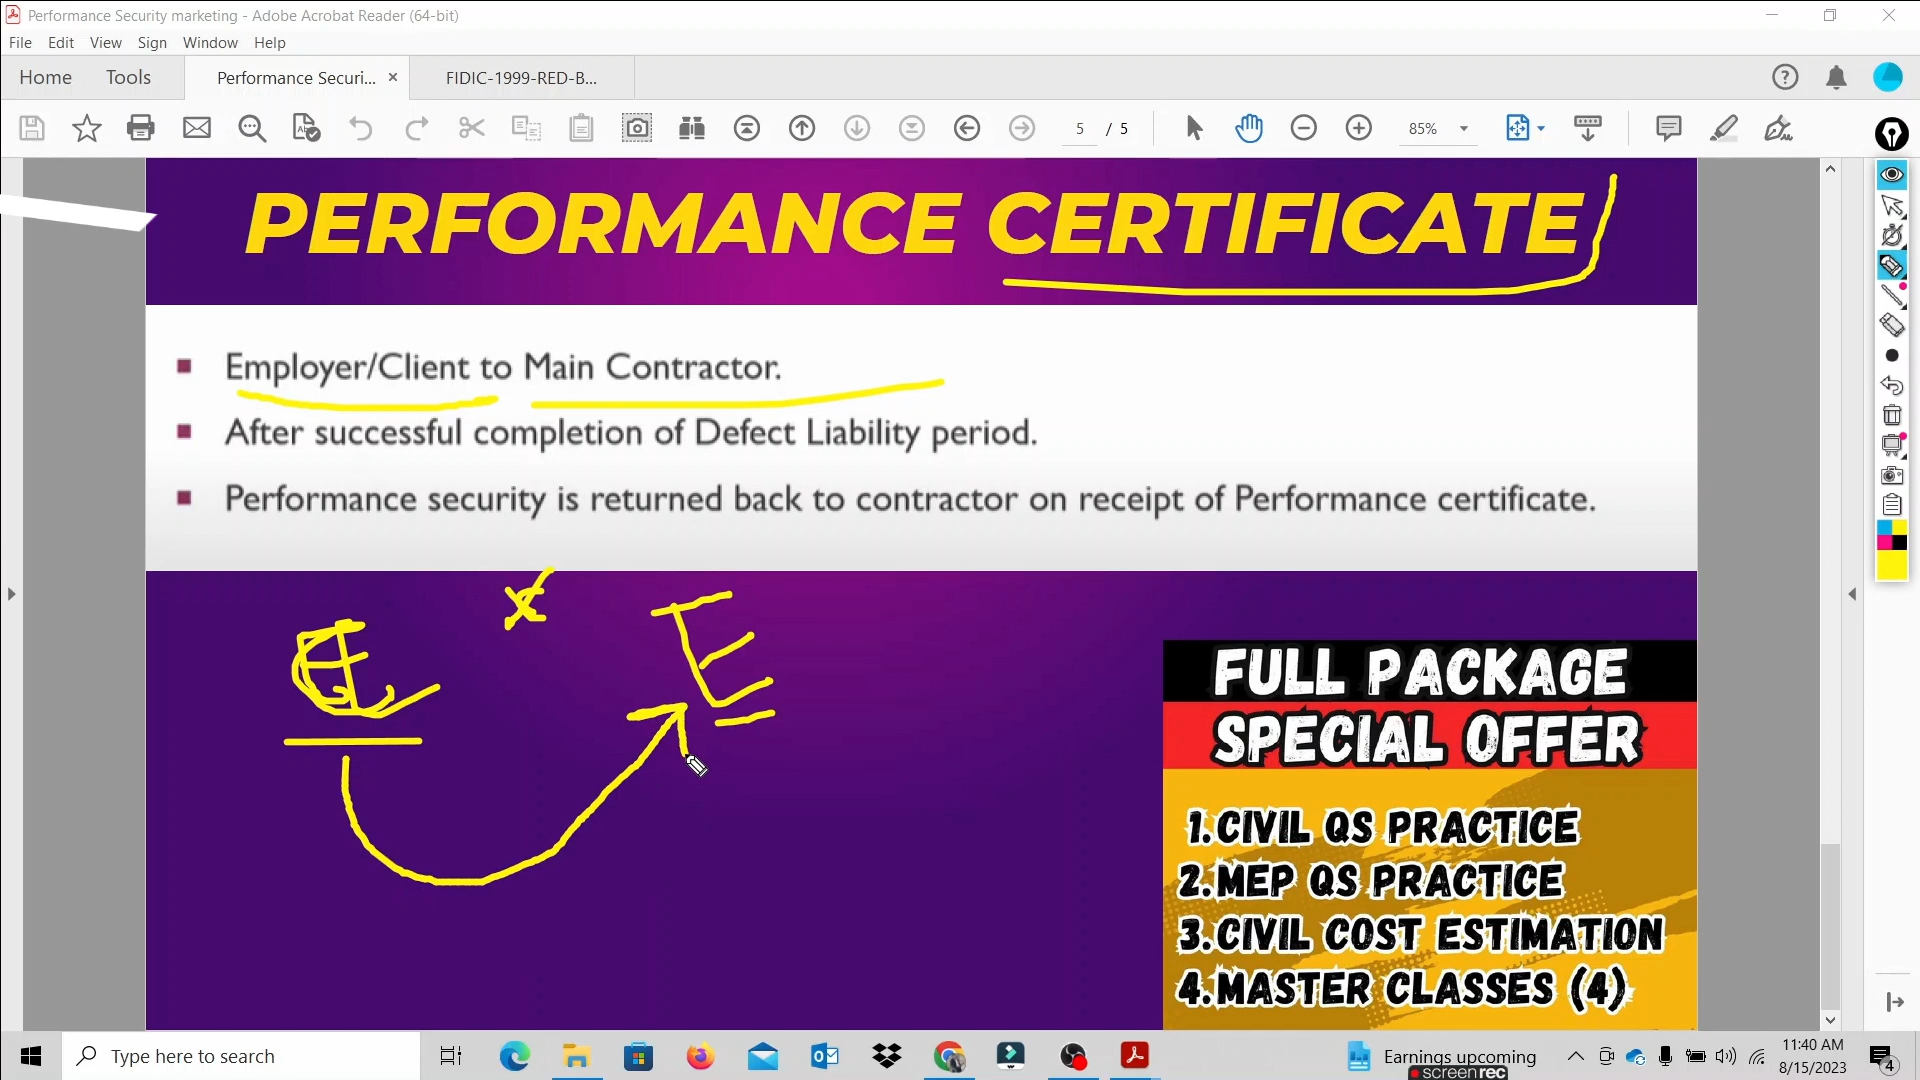 Performance Security marketing - Adobe Acrobat Reader (64-bit)
File Edit View Sign Window Help
Home Tools Performance Securi... × FIDIC-1999-RED-B...
5 / 5 85%
PERFORMANCE CERTIFICATE
Employer/Client to Main Contractor.
After successful completion of Defect Liability period.
Performance security is returned back to contractor on receipt of Performance certificate.
E
FULL PACKAGE
SPECIAL OFFER
1.CIVIL QS PRACTICE
2.MEP QS PRACTICE
3.CIVIL COST ESTIMATION
4.MASTER CLASSES (4)
Type here to search
Earnings upcoming
screenrec
11:40 AM
8/15/2023
4